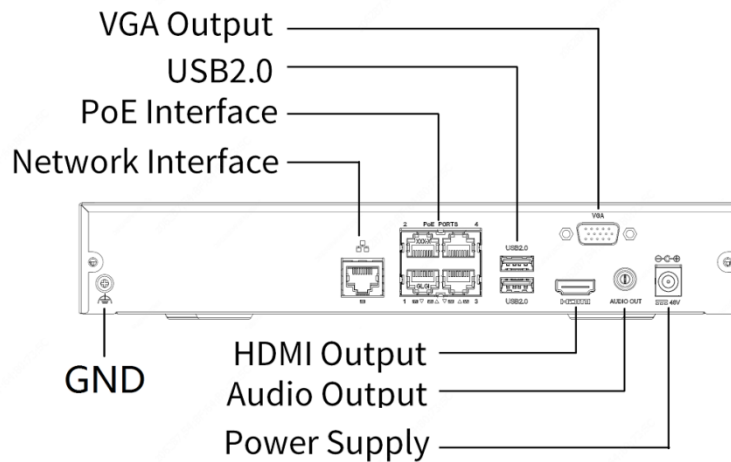 VGA Output
USB2.0
PoE Interface
Network Interface
VGA
2 PoE PORTS 4
USB2.0
1 3
USB2.0
HDMI
AUDIO OUT
48V
HDMI Output
GND
Audio Output
Power Supply